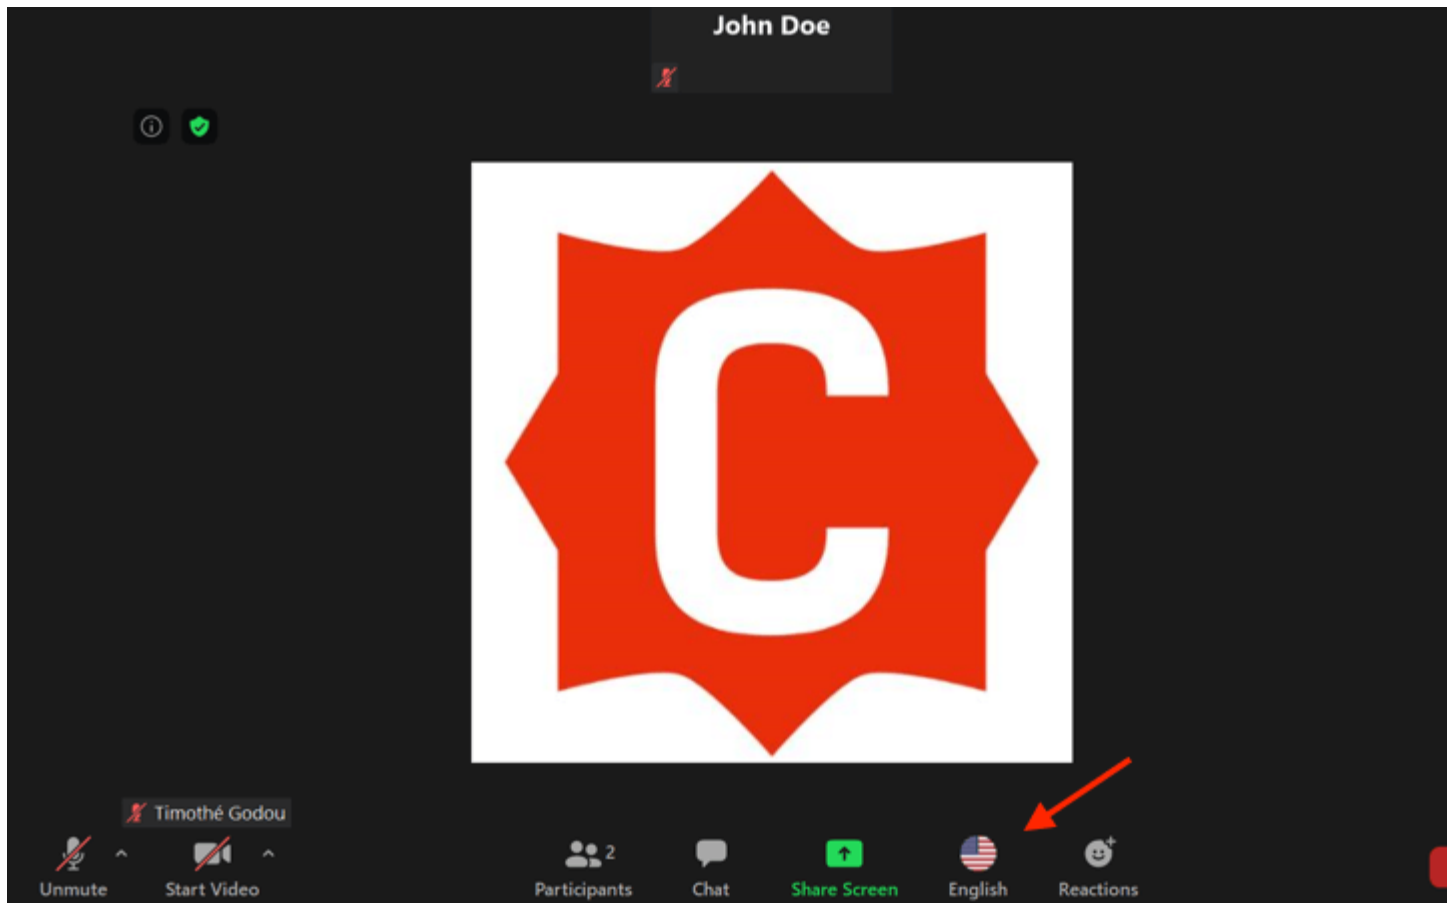 John Doe
C
Timothé Godou
2
Unmute
Start Video
Participants
Chat
Share Screen
English
Reactions